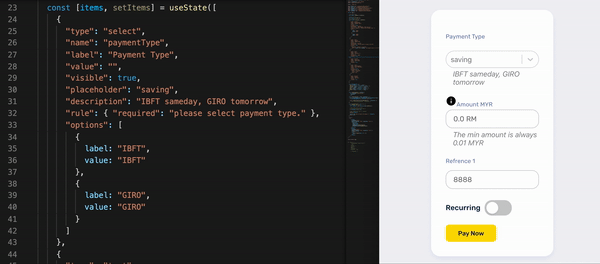 23 const [items, setItems] = useState([
24 {
25 "type": "select",
26 "name": "paymentType",
27 "label": "Payment Type",
28 "value": "",
29 "visible": true,
30 "placeholder": "saving",
31 "description": "IBFT sameday, GIRO tomorrow",
32 "rule": { "required": "please select payment type." },
33 "options": [
34 {
35 label: "IBFT",
36 value: "IBFT"
37 },
38 {
39 label: "GIRO",
40 value: "GIRO"
41 }
42 ]
43 },
44 {
Payment Type
saving
IBFT sameday, GIRO
tomorrow
Amount MYR
0.0 RM
The min amount is always
0.01 MYR
Refrence 1
8888
Recurring
Pay Now